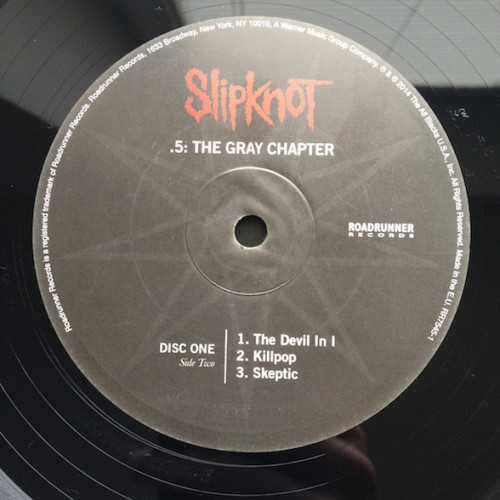 Roadrunner Records is a registered trademark of Roadrunner Records. Roadrunner Records, 1633 Broadway, New York, NY 10019, A Warner Music Group Company. ℗ & © 2014 The All Blacks U.S.A., Inc. All Rights Reserved. Made in the E.U. RR7545-1
SLIPKNOT
.5: THE GRAY CHAPTER
ROADRUNNER
RECORDS
DISC ONE
Side Two
1. The Devil In I
2. Killpop
3. Skeptic